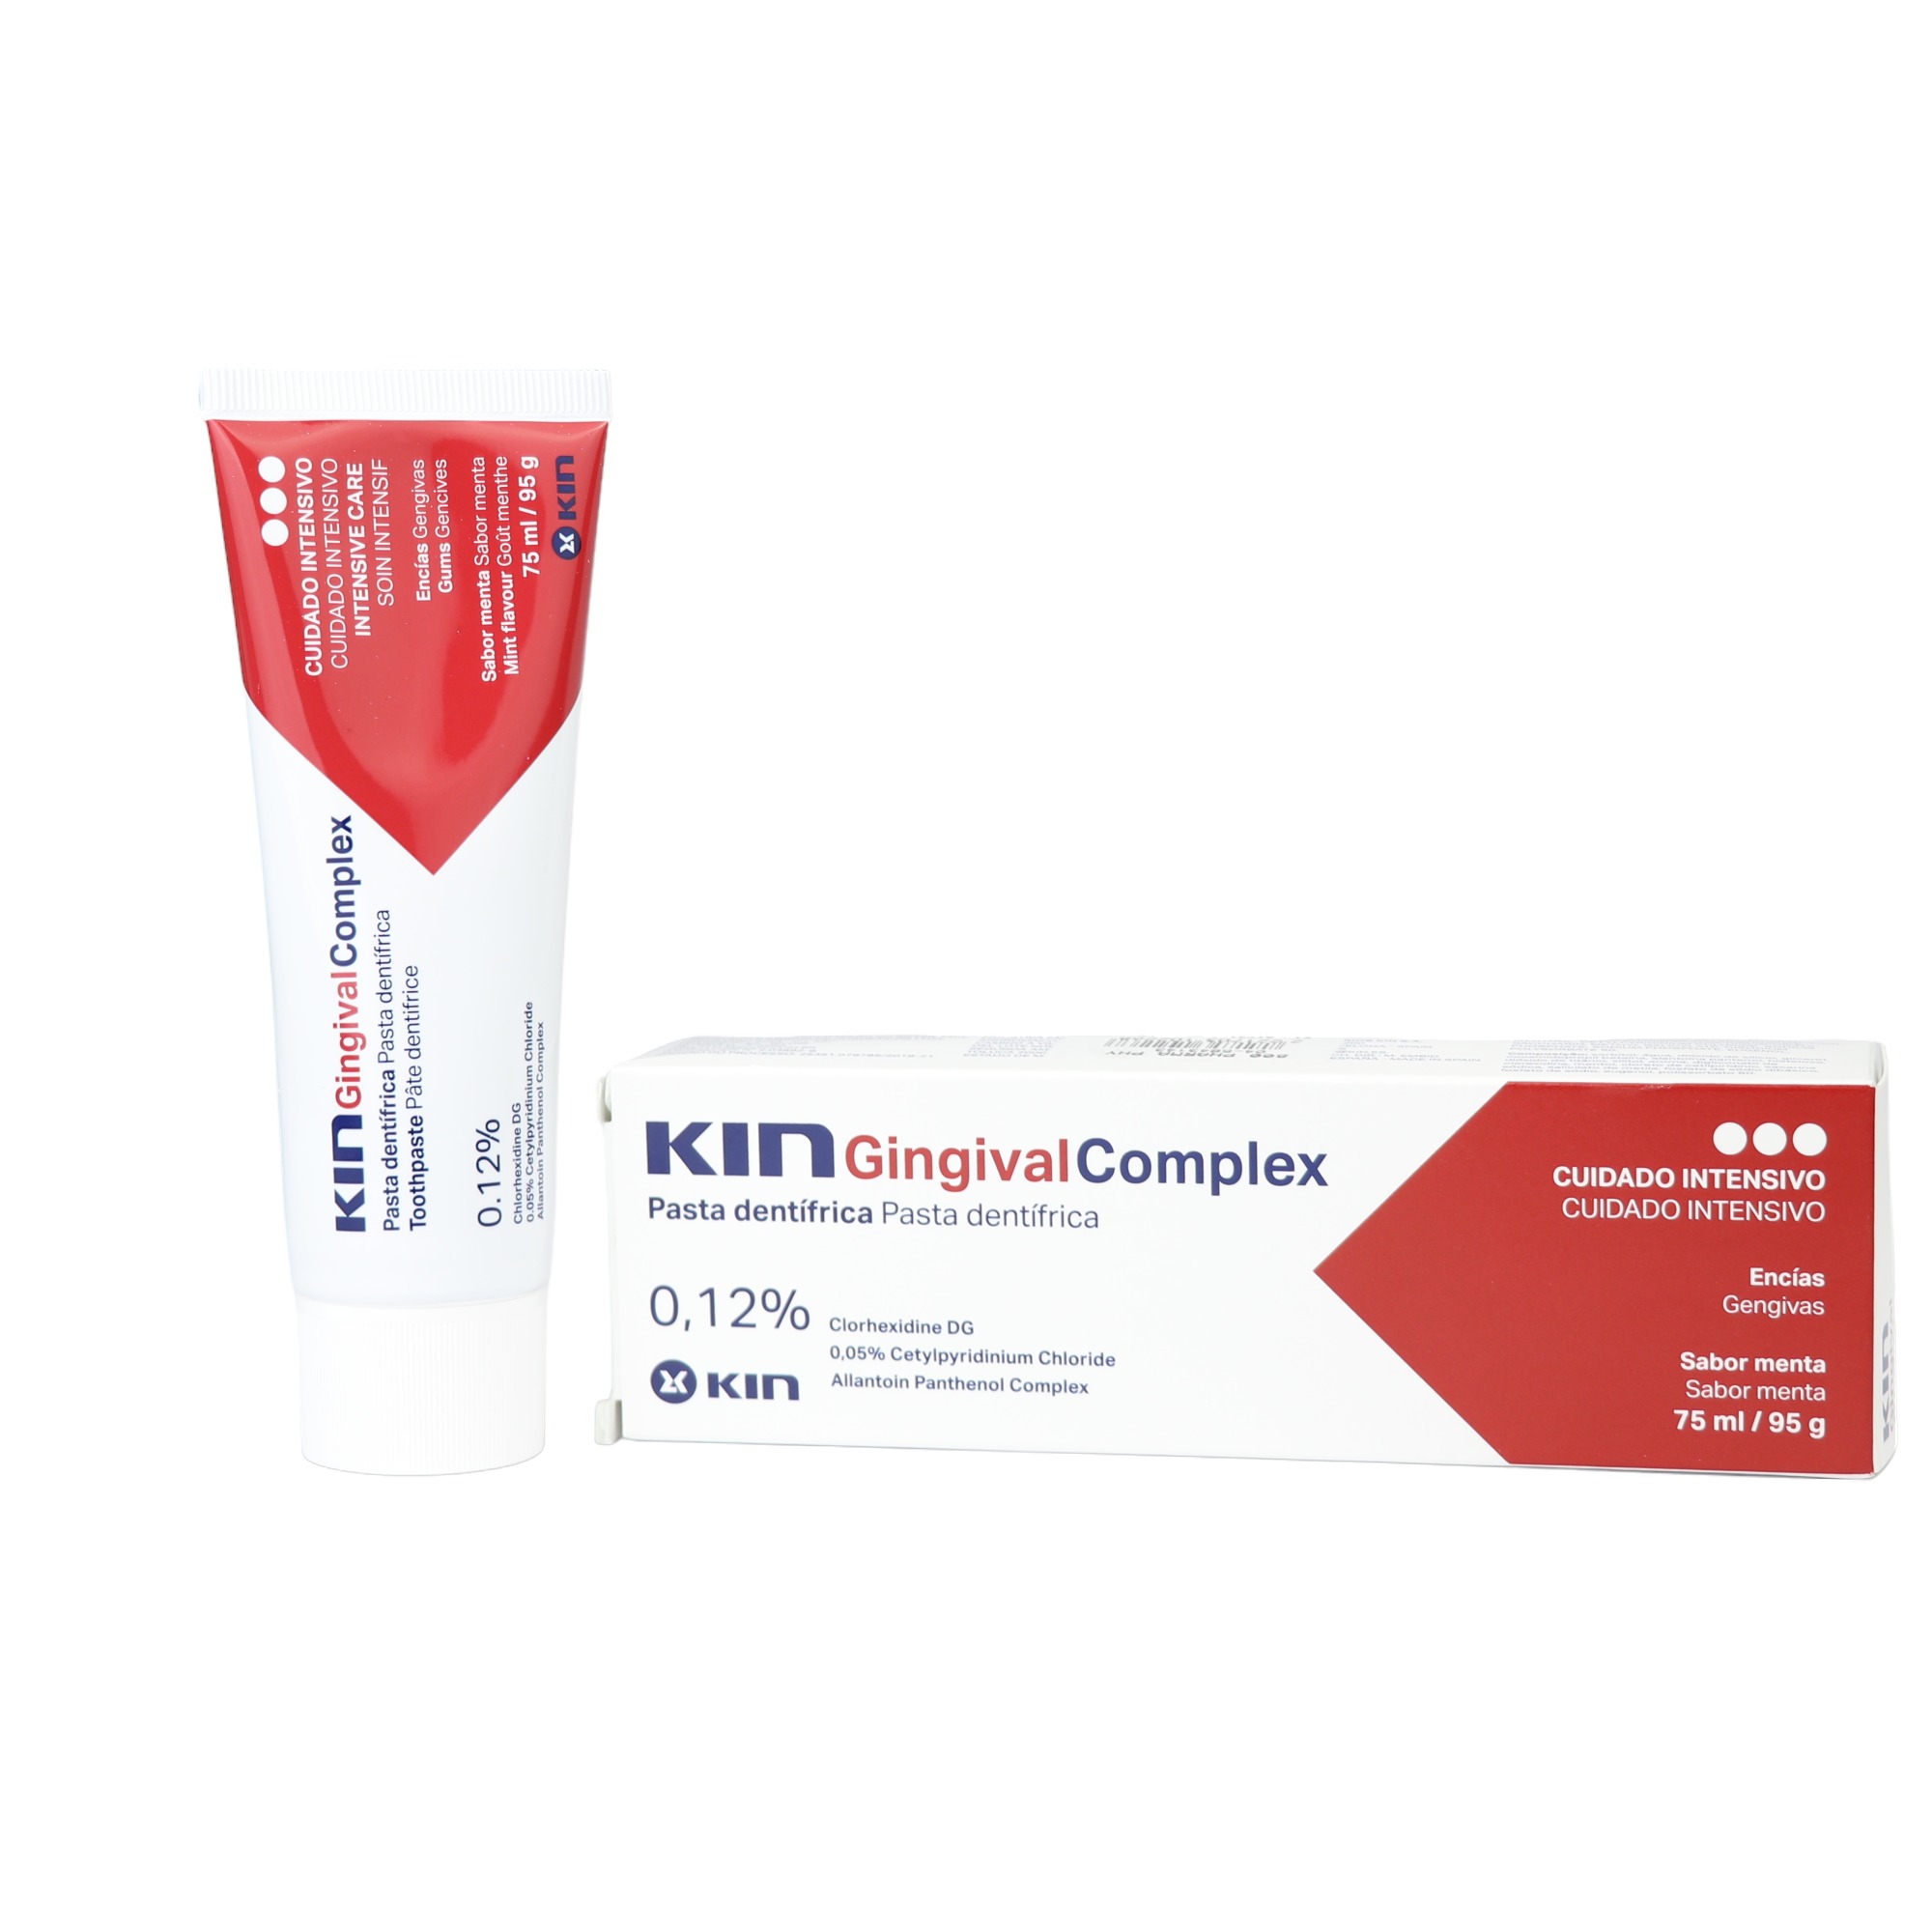 CUIDADO INTENSIVO
CUIDADO INTENSIVO
INTENSIVE CARE
SOIN INTENSIF
Encías Gengivas
Gums Gencives
Sabor menta Sabor menta
Mint flavour Goût menthe
75 ml / 95 g
KIN
KIN GingivalComplex
Pasta dentífrica Pasta dentífrica
Toothpaste Pâte dentifrice
0.12%
Chlorhexidine DG
0.05% Cetylpyridinium Chloride
Allantoin Panthenol Complex
KIN GingivalComplex
Pasta dentífrica Pasta dentífrica
0,12%
Clorhexidine DG
0,05% Cetylpyridinium Chloride
Allantoin Panthenol Complex
KIN
CUIDADO INTENSIVO
CUIDADO INTENSIVO
Encías
Gengivas
Sabor menta
Sabor menta
75 ml / 95 g
KIN